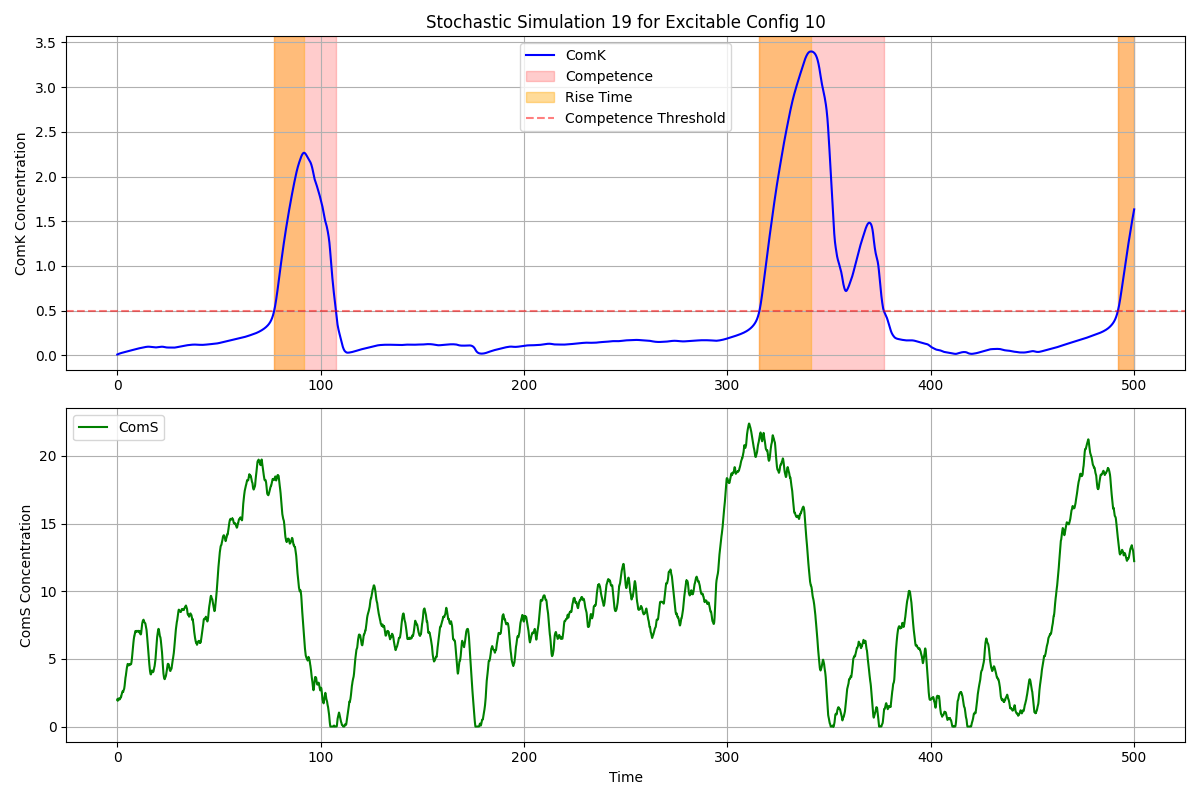 Stochastic Simulation 19 for Excitable Config 10
3.5
3.0
2.5
2.0
1.5
1.0
0.5
0.0
ComK Concentration
ComK
Competence
Rise Time
Competence Threshold
0
100
200
300
400
500
20
15
10
5
0
ComS Concentration
ComS
0
100
200
300
400
500
Time